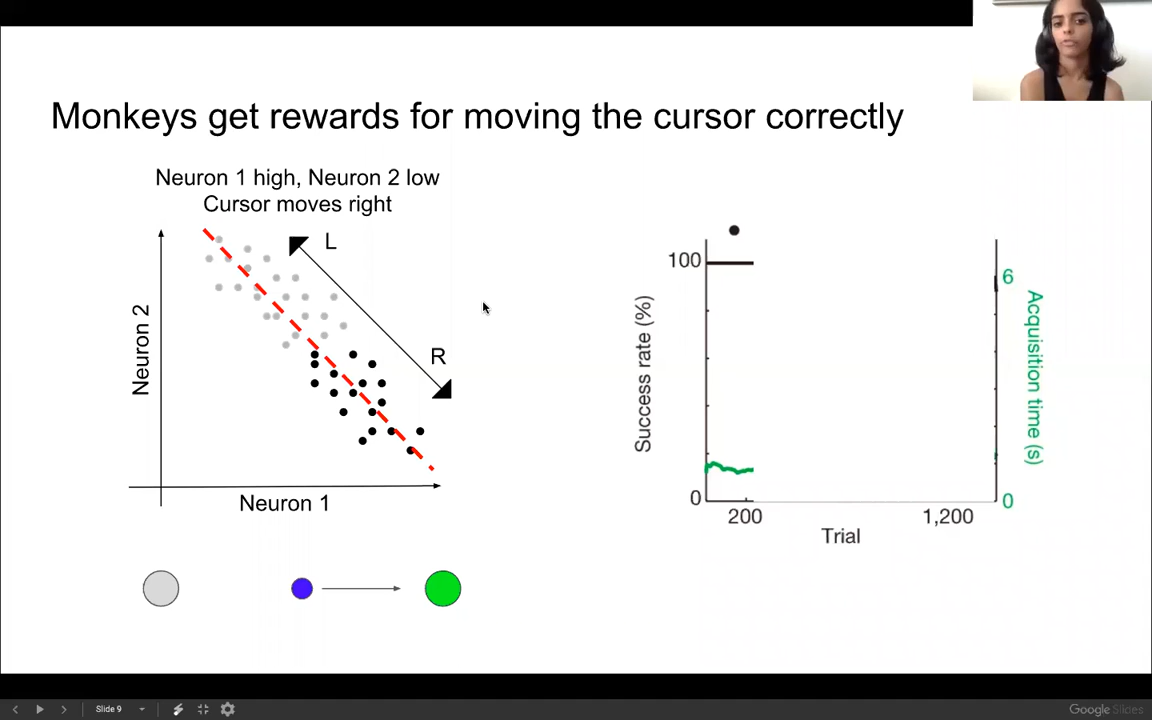 Monkeys get rewards for moving the cursor correctly
Neuron 1 high, Neuron 2 low
Cursor moves right
L
R
Neuron 2
Neuron 1
100
0
Success rate (%)
200
1,200
Trial
6
0
Acquisition time (s)
Slide 9
Google Slides